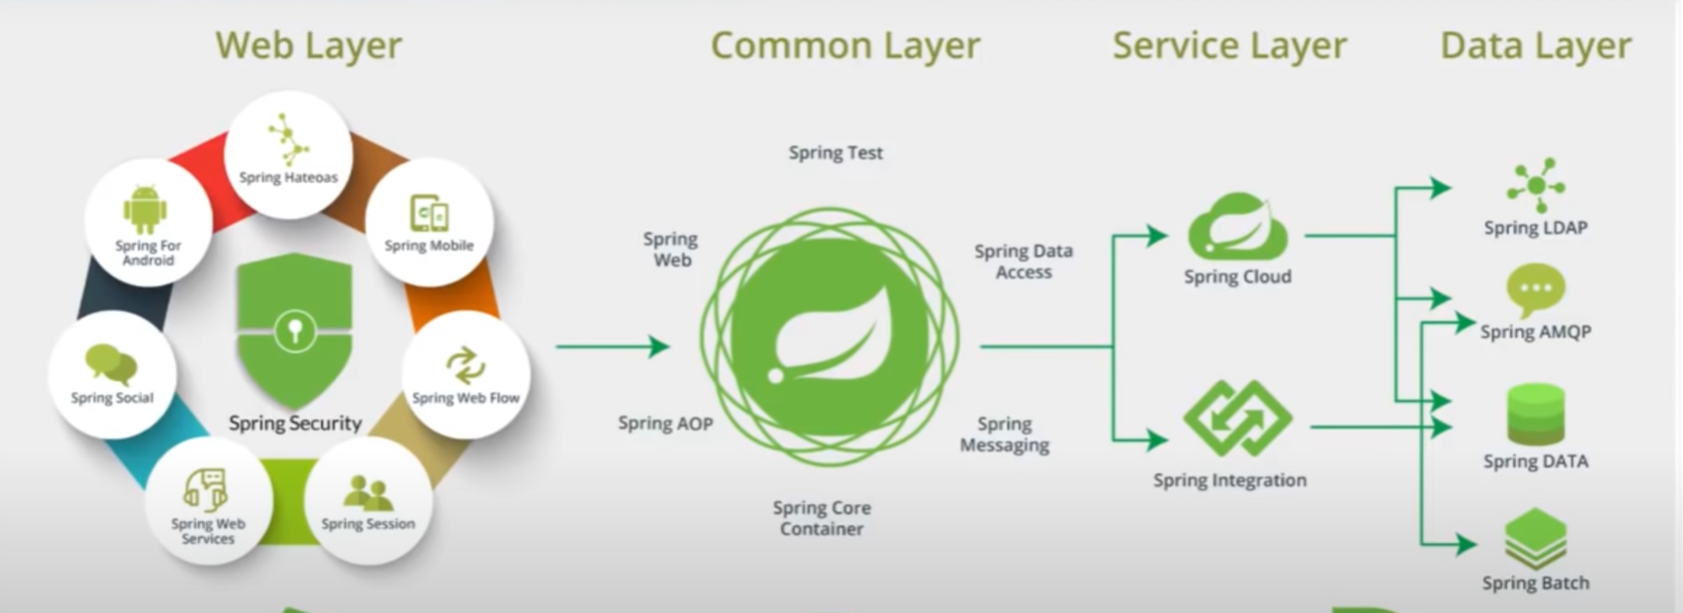 Web Layer
Common Layer
Service Layer
Data Layer
Spring Hateoas
Spring For
Android
Spring Mobile
Spring Social
Spring Web Flow
Spring Security
Spring Web
Services
Spring Session
Spring Test
Spring
Web
Spring Data
Access
Spring AOP
Spring
Messaging
Spring Core
Container
Spring Cloud
Spring Integration
Spring LDAP
Spring AMQP
Spring DATA
Spring Batch